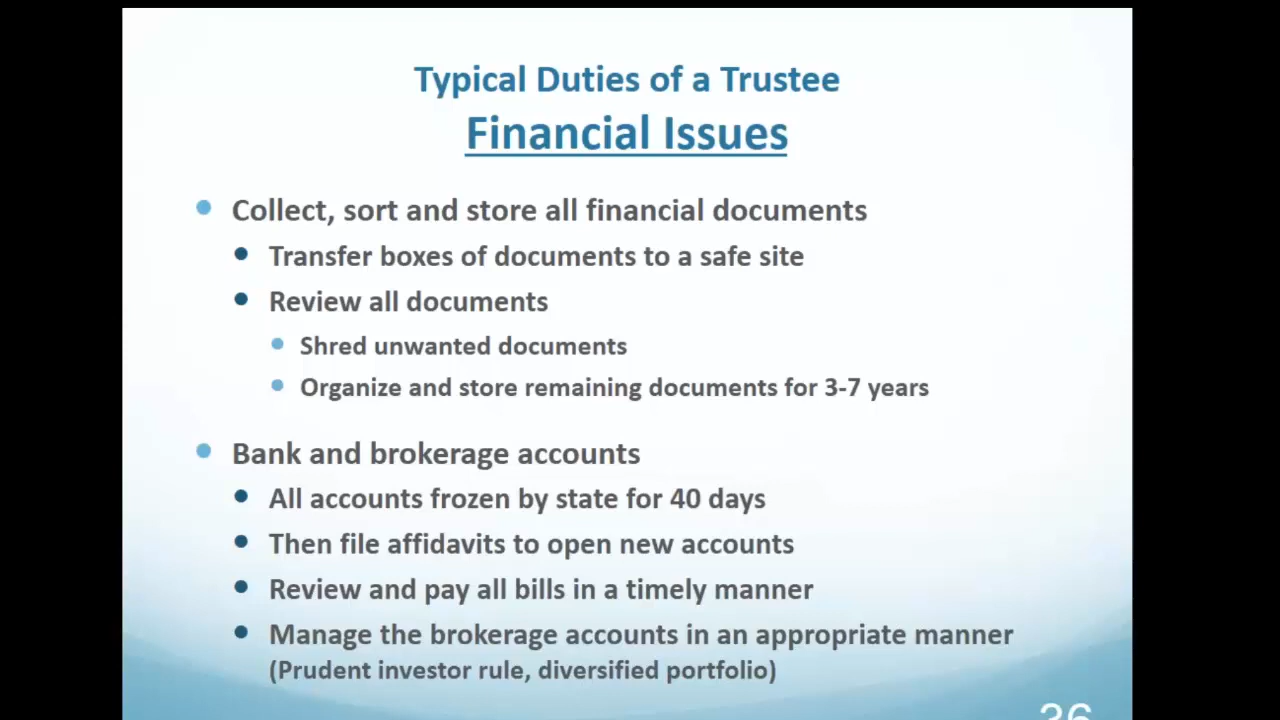 Typical Duties of a Trustee
Financial Issues
Collect, sort and store all financial documents
Transfer boxes of documents to a safe site
Review all documents
Shred unwanted documents
Organize and store remaining documents for 3-7 years
Bank and brokerage accounts
All accounts frozen by state for 40 days
Then file affidavits to open new accounts
Review and pay all bills in a timely manner
Manage the brokerage accounts in an appropriate manner
(Prudent investor rule, diversified portfolio)
36